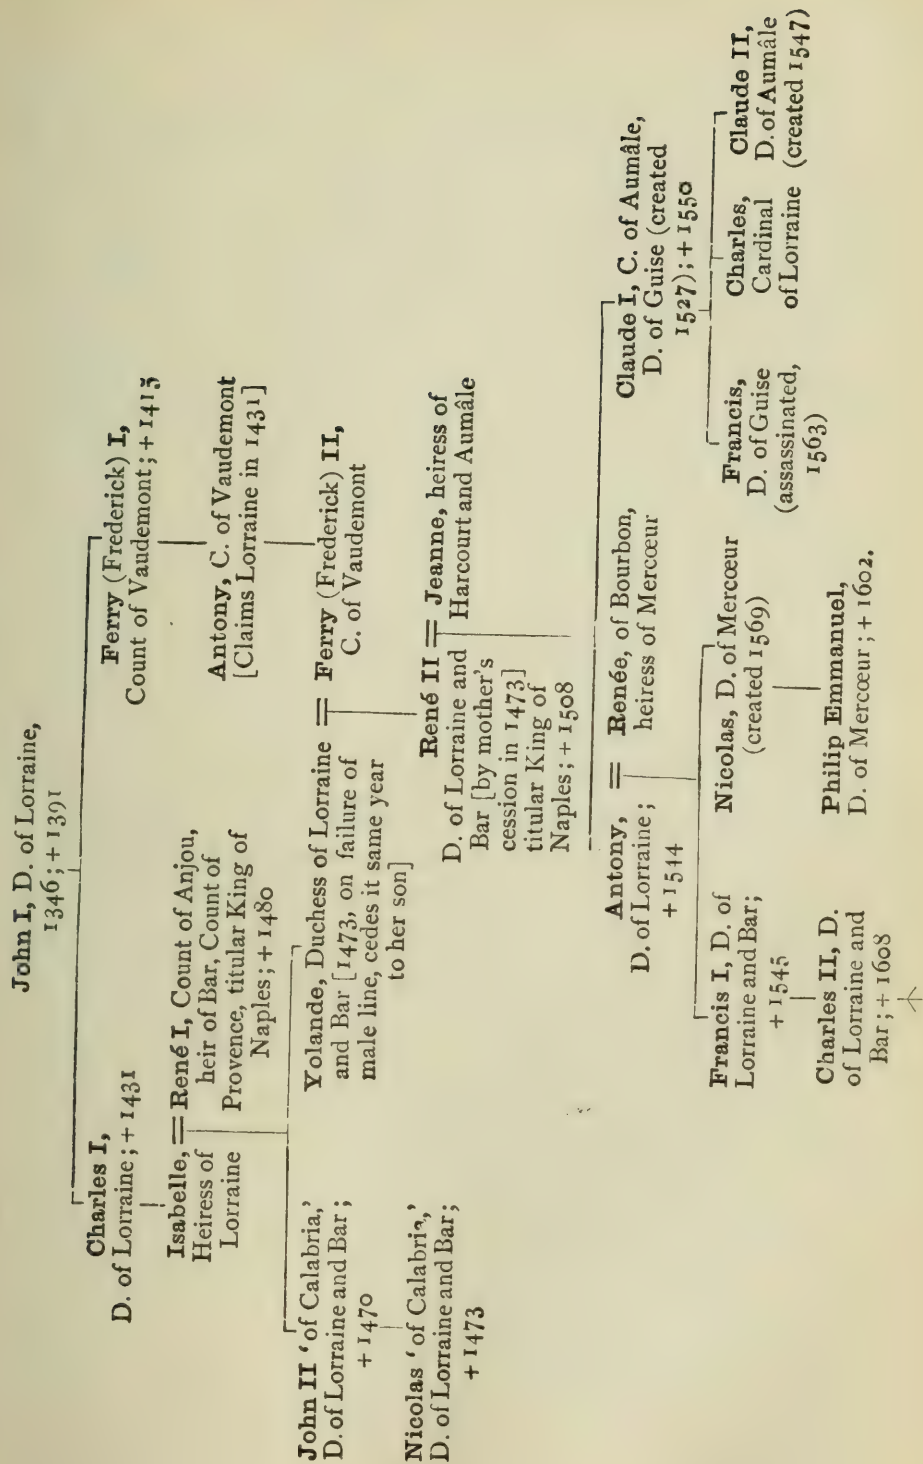 John I, D. of Lorraine,
1346; + 1391
Charles I,
D. of Lorraine; + 1431
Ferry (Frederick) I,
Count of Vaudemont; + 1415
Isabelle, = René I, Count of Anjou,
Heiress of heir of Bar, Count of
Lorraine Provence, titular King of
Naples; + 1480
Antony, C. of Vaudemont
[Claims Lorraine in 1431]
John II ‘of Calabria,’
D. of Lorraine and Bar;
+ 1470
Yolande, Duchess of Lorraine = Ferry (Frederick) II,
and Bar [1473, on failure of C. of Vaudemont
male line, cedes it same year
to her son]
Nicolas ‘of Calabria,’
D. of Lorraine and Bar;
+ 1473
René II = Jeanne, heiress of
D. of Lorraine and Harcourt and Aumâle
Bar [by mother's
cession in 1473]
titular King of
Naples; + 1508
Antony, = Renée, of Bourbon,
D. of Lorraine; heiress of Mercœur
+ 1544
Claude I, C. of Aumâle,
D. of Guise (created
1527); + 1550
Francis I, D. of
Lorraine and Bar;
+ 1545
Nicolas, D. of Mercœur
(created 1569)
Francis,
D. of Guise
(assassinated,
1563)
Charles,
Cardinal
of Lorraine
Claude II,
D. of Aumâle
(created 1547)
Charles II, D.
of Lorraine and
Bar; + 1608
Philip Emmanuel,
D. of Mercœur; + 1602.